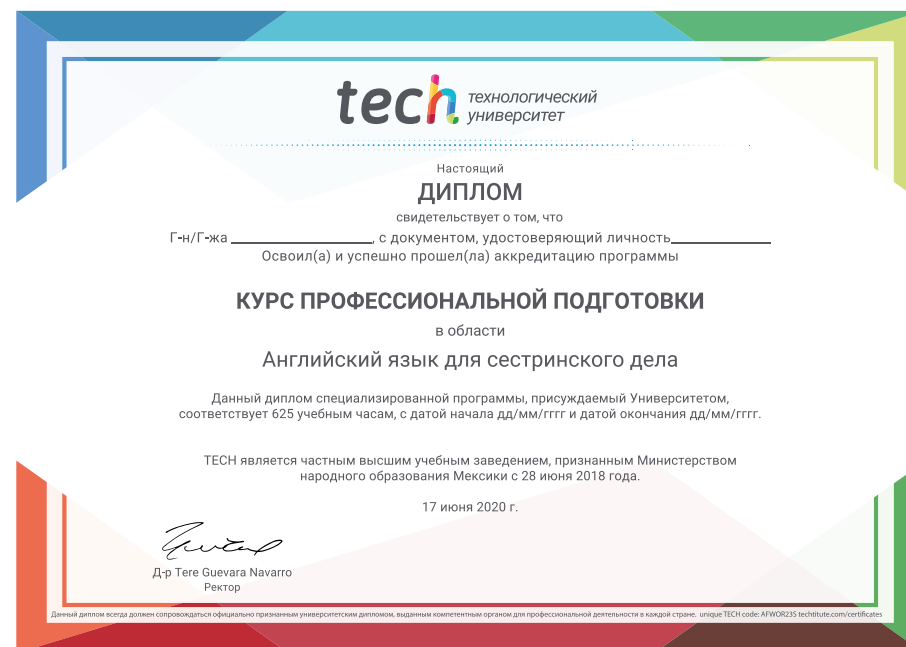 tech технологический
университет
Настоящий
ДИПЛОМ
свидетельствует о том, что
Г-н/Г-жа ____________________, с документом, удостоверяющий личность______________
Освоил(а) и успешно прошел(ла) аккредитацию программы
КУРС ПРОФЕССИОНАЛЬНОЙ ПОДГОТОВКИ
в области
Английский язык для сестринского дела
Данный диплом специализированной программы, присуждаемый Университетом,
соответствует 625 учебным часам, с датой начала дд/мм/гггг и датой окончания дд/мм/гггг.
TECH является частным высшим учебным заведением, признанным Министерством
народного образования Мексики с 28 июня 2018 года.
17 июня 2020 г.
Д-р Tere Guevara Navarro
Ректор
Данный диплом всегда должен сопровождаться официально признанным университетским дипломом, выданным компетентным органом для профессиональной деятельности в каждой стране. unique TECH code: AFWOR23S techtitute.com/certificates